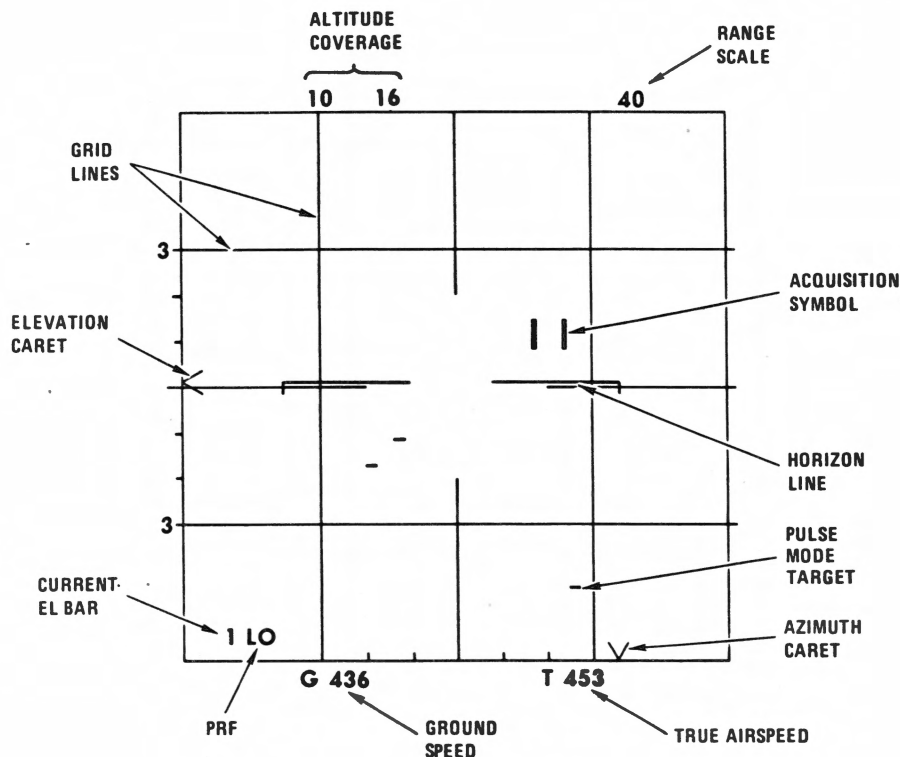 ALTITUDE
COVERAGE
RANGE
SCALE
10 16 40
GRID
LINES
3
ACQUISITION
SYMBOL
ELEVATION
CARET
HORIZON
LINE
3
PULSE
MODE
TARGET
CURRENT
EL BAR
1 LO
AZIMUTH
CARET
G 436 T 453
PRF
GROUND
SPEED
TRUE AIRSPEED